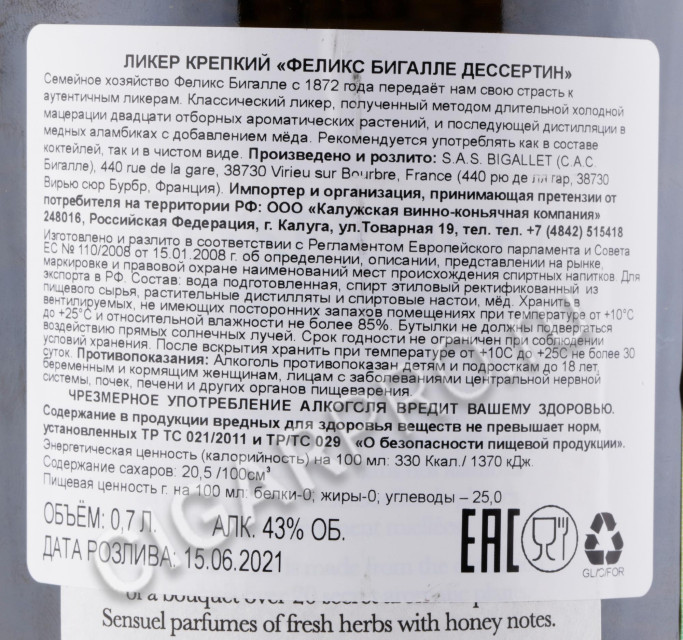 ЛИКЕР КРЕПКИЙ «ФЕЛИКС БИГАЛЛЕ ДЕССЕРТИН»
Семейное хозяйство Феликс Бигалле с 1872 года передаёт нам свою страсть к
аутентичным ликерам. Классический ликер, полученный методом длительной холодной
мацерации двадцати отборных ароматических растений, и последующей дистилляции в
медных аламбиках с добавлением мёда. Рекомендуется употреблять как в составе
коктейлей, так и в чистом виде. Произведено и розлито: S.A.S. BIGALLET (С.А.С.
Бигалле), 440 rue de la gare, 38730 Virieu sur Bourbre, France (440 рю де ля гар, 38730
Вирью сюр Бурбр, Франция). Импортер и организация, принимающая претензии от
потребителя на территории РФ: ООО «Калужская винно-коньячная компания»
248016, Российская Федерация, г. Калуга, ул.Товарная 19, тел. тел. +7 (4842) 515418
Изготовлено и разлито в соответствии с Регламентом Европейского парламента и Совета
ЕС № 110/2008 от 15.01.2008 г. об определении, описании, представлении на рынке,
маркировке и правовой охране наименований мест происхождения спиртных напитков. Для
экспорта в РФ. Состав: вода подготовленная, спирт этиловый ректификованный из
пищевого сырья, растительные дистилляты и спиртовые настои, мёд. Хранить в
вентилируемых, не имеющих посторонних запахов помещениях при температуре от +10°С
до +25°С и относительной влажности не более 85%. Бутылки не должны подвергаться
воздействию прямых солнечных лучей. Срок годности не ограничен при соблюдении
условий хранения. После вскрытия хранить при температуре от +10С до +25С не более 30
суток. Противопоказания: Алкоголь противопоказан детям и подросткам до 18 лет,
беременным и кормящим женщинам, лицам с заболеваниями центральной нервной
системы, почек, печени и других органов пищеварения.
ЧРЕЗМЕРНОЕ УПОТРЕБЛЕНИЕ АЛКОГОЛЯ ВРЕДИТ ВАШЕМУ ЗДОРОВЬЮ.
Содержание в продукции вредных для здоровья веществ не превышает норм,
установленных ТР ТС 021/2011 и ТР/ТС 029 «О безопасности пищевой продукции».
Энергетическая ценность (калорийность) на 100 мл: 330 Ккал./ 1370 кДж.
Содержание сахаров: 20,5 /100см³
Пищевая ценность г. на 100 мл: белки-0; жиры-0; углеводы – 25,0
ОБЪЁМ: 0,7 Л. АЛК. 43% ОБ.
ДАТА РОЗЛИВА: 15.06.2021
EAC
GL/C/FOR
CIGARPRO.RU
of a bouquet over 20 secret
Sensuel parfumes of fresh herbs with honey notes.